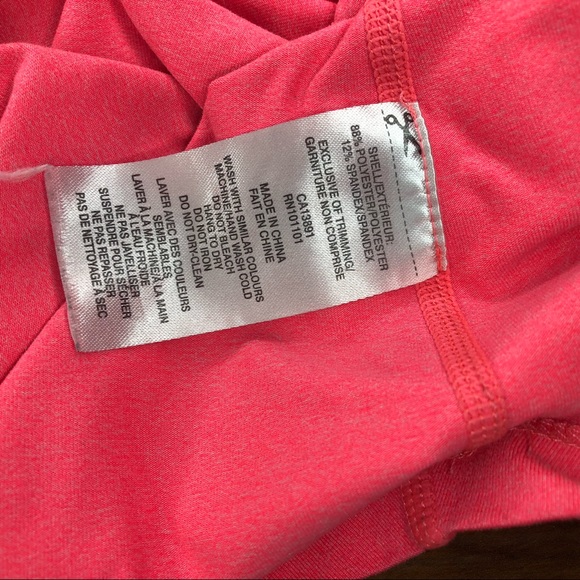 SHELL/EXTÉRIEUR:
88% POLYESTER/POLYESTER
12% SPANDEX/SPANDEX
EXCLUSIVE OF TRIMMING/
GARNITURE NON COMPRISE
CA13891
RN101101
MADE IN CHINA
FAIT EN CHINE
WASH WITH SIMILAR COLOURS
MACHINE/HAND WASH COLD
DO NOT BLEACH
HANG TO DRY
DO NOT IRON
DO NOT DRY-CLEAN
LAVER AVEC DES COULEURS
SEMBLABLES.
LAVER À LA MACHINE/À LA MAIN
À L'EAU FROIDE
NE PAS JAVELLISER
SUSPENDRE POUR SÉCHER
NE PAS REPASSER
PAS DE NETTOYAGE À SEC